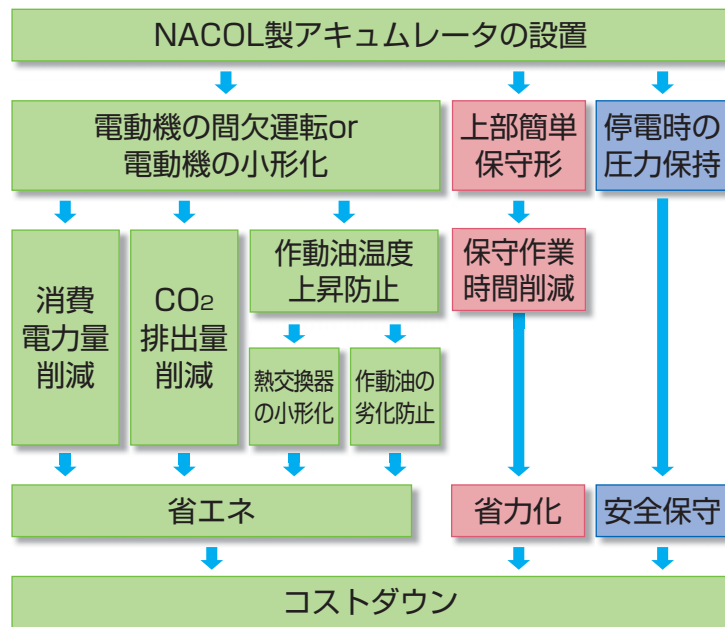 NACOL製アキュムレータの設置
電動機の間欠運転or
電動機の小形化
上部簡単
保守形
停電時の
圧力保持
消費
電力量
削減
CO₂
排出量
削減
作動油温度
上昇防止
保守作業
時間削減
熱交換器
の小形化
作動油の
劣化防止
省エネ
省力化
安全保守
コストダウン